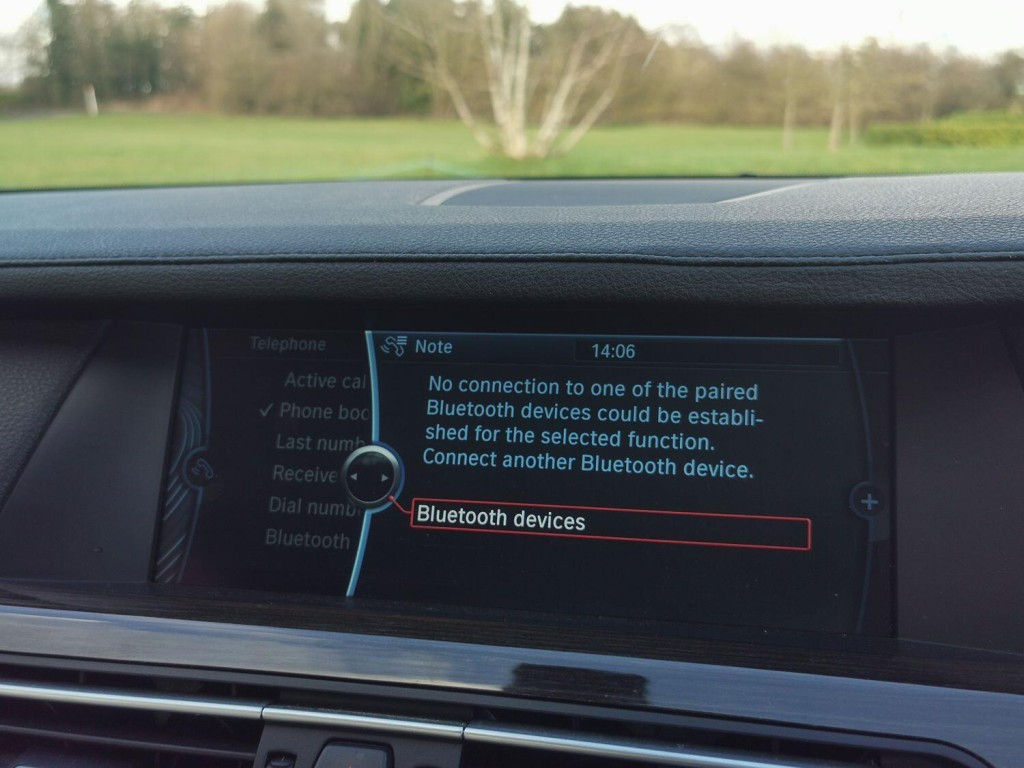 Telephone
Active cal
Phone boo
Last numb
Receive
Dial numb
Bluetooth
Note
14:06
No connection to one of the paired
Bluetooth devices could be establi-
shed for the selected function.
Connect another Bluetooth device.
Bluetooth devices